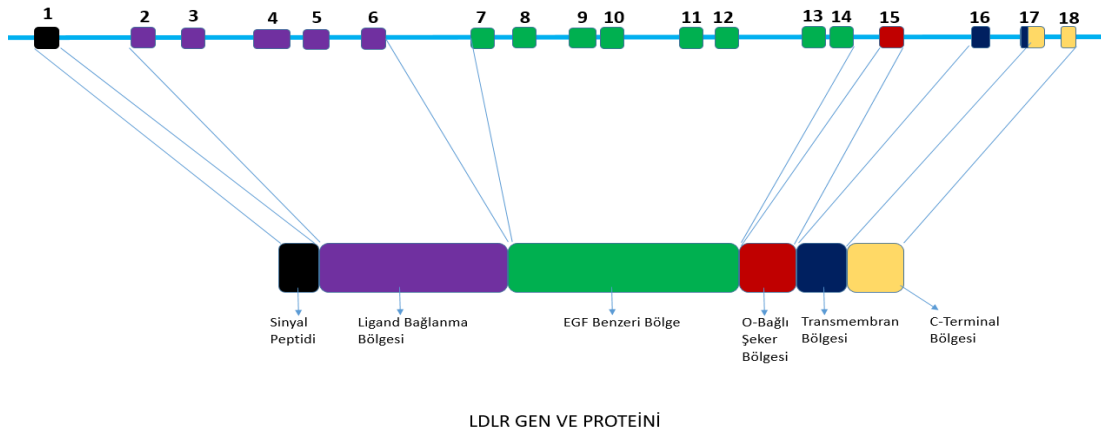 1 2 3 4 5 6 7 8 9 10 11 12 13 14 15 16 17 18
Sinyal
Peptidi
Ligand Bağlanma
Bölgesi
EGF Benzeri Bölge
O-Bağlı
Şeker
Bölgesi
Transmembran
Bölgesi
C-Terminal
Bölgesi
LDLR GEN VE PROTEİNİ